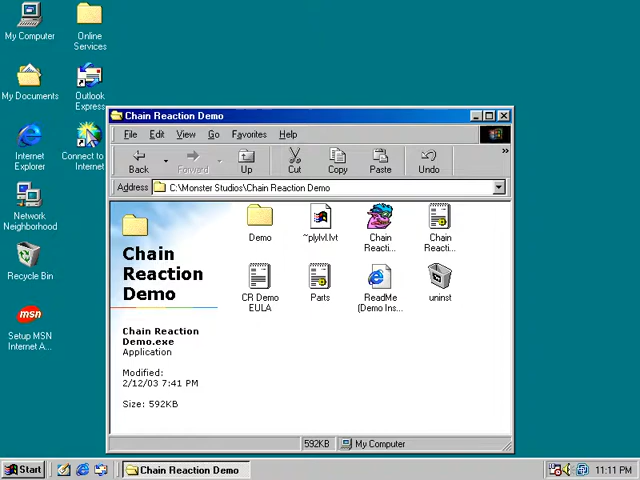 My Computer
Online
Services
My Documents
Outlook
Express
Internet
Explorer
Connect to
Internet
Network
Neighborhood
Recycle Bin
msn
Setup MSN
Internet A...
Chain Reaction Demo
File Edit View Go Favorites Help
Back Forward Up Cut Copy Paste Undo »
Address C:\Monster Studios\Chain Reaction Demo
Chain
Reaction
Demo
Chain Reaction
Demo.exe
Application
Modified:
2/12/03 7:41 PM
Size: 592KB
Demo
~plylvl.lvt
Chain
Reacti...
Chain
Reacti...
CR Demo
EULA
Parts
ReadMe
(Demo Ins...
uninst
592KB My Computer
Start Chain Reaction Demo 11:11 PM